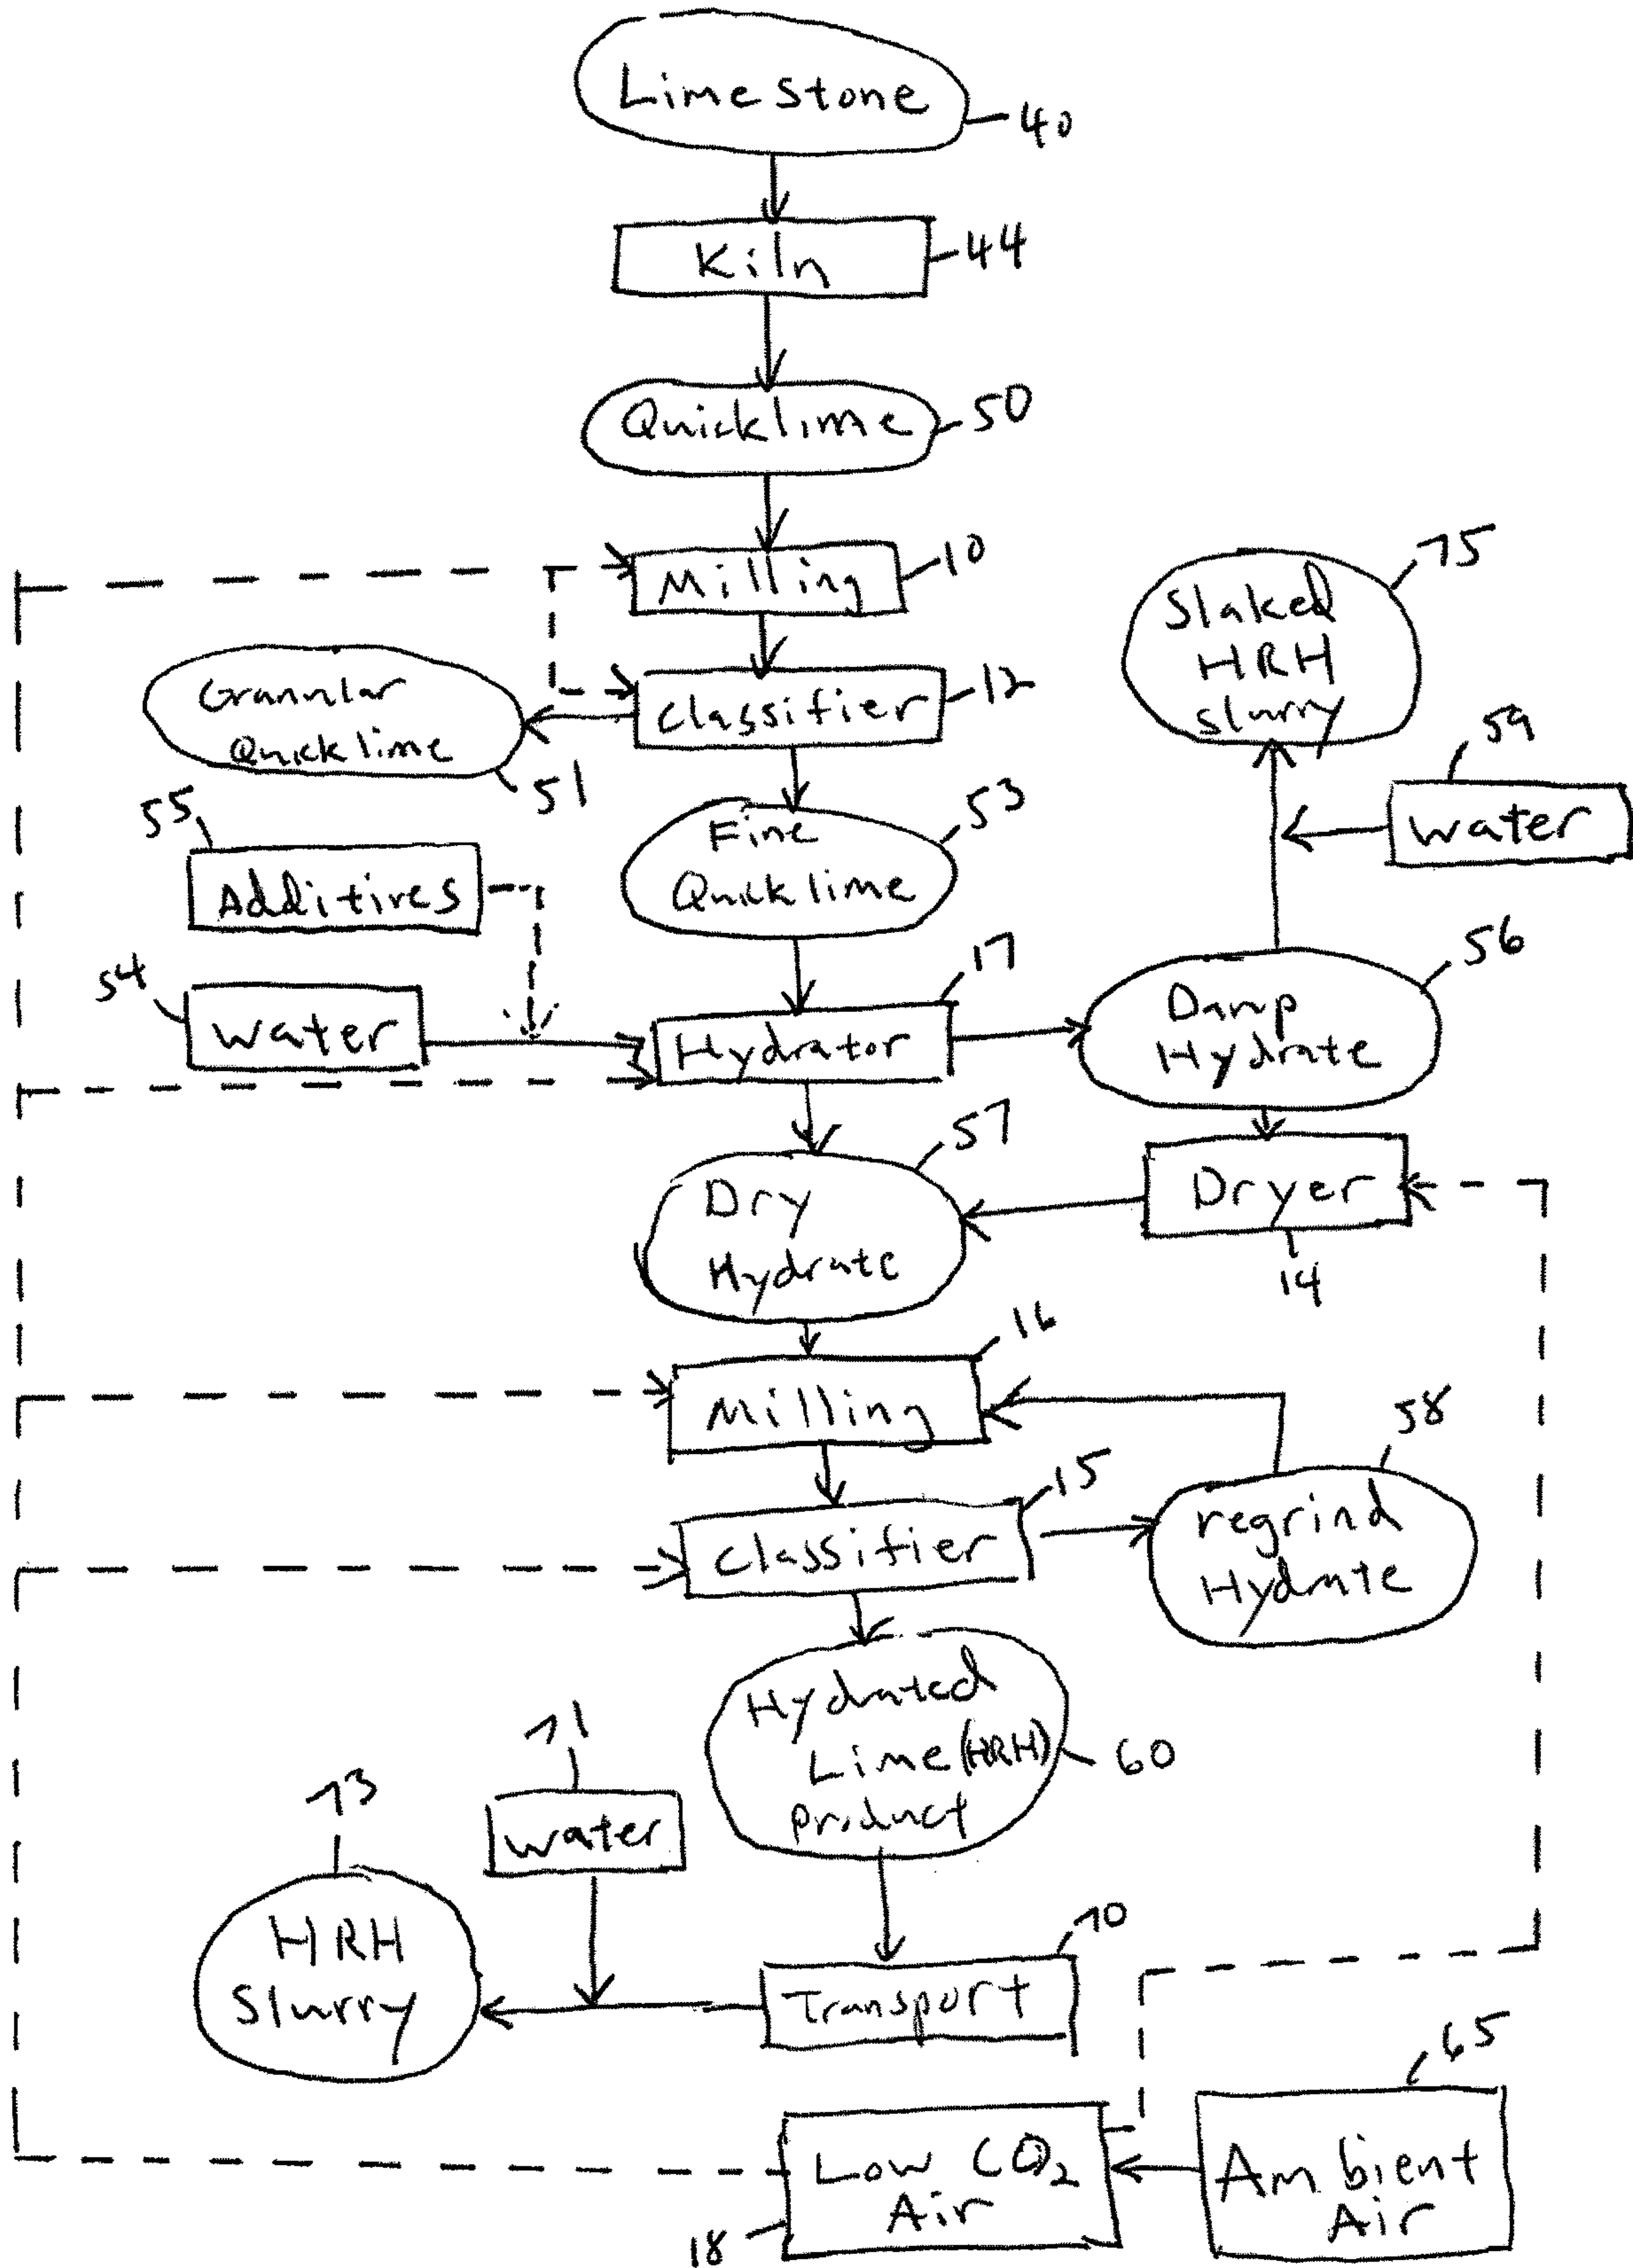 Limestone
40
Kiln
44
Quicklime
50
Milling
10
Slaked
HRH
slurry
75
Classifier
12
Granular
Quicklime
51
59
water
55
Additives
Fine
Quicklime
53
54
water
Hydrator
17
Damp
Hydrate
56
57
Dry
Hydrate
Dryer
14
16
Milling
58
Classifier
15
regrind
Hydrate
Hydrated
Lime (HRH)
product
60
71
water
73
HRH
Slurry
70
Transport
65
Low CO₂
Air
18
Ambient
Air